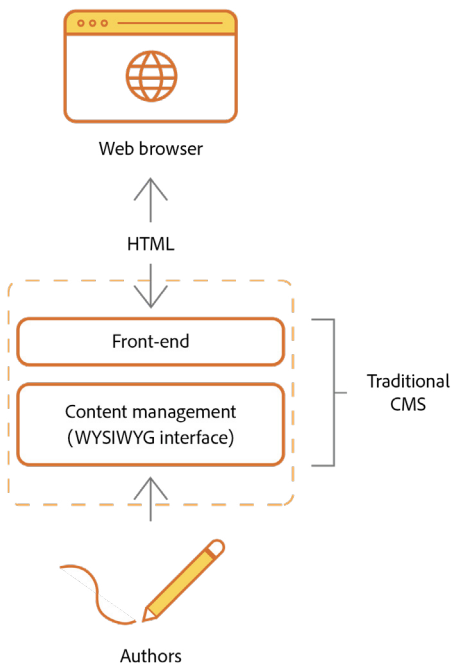 Web browser
HTML
Front-end
Content management
(WYSIWYG interface)
Traditional
CMS
Authors